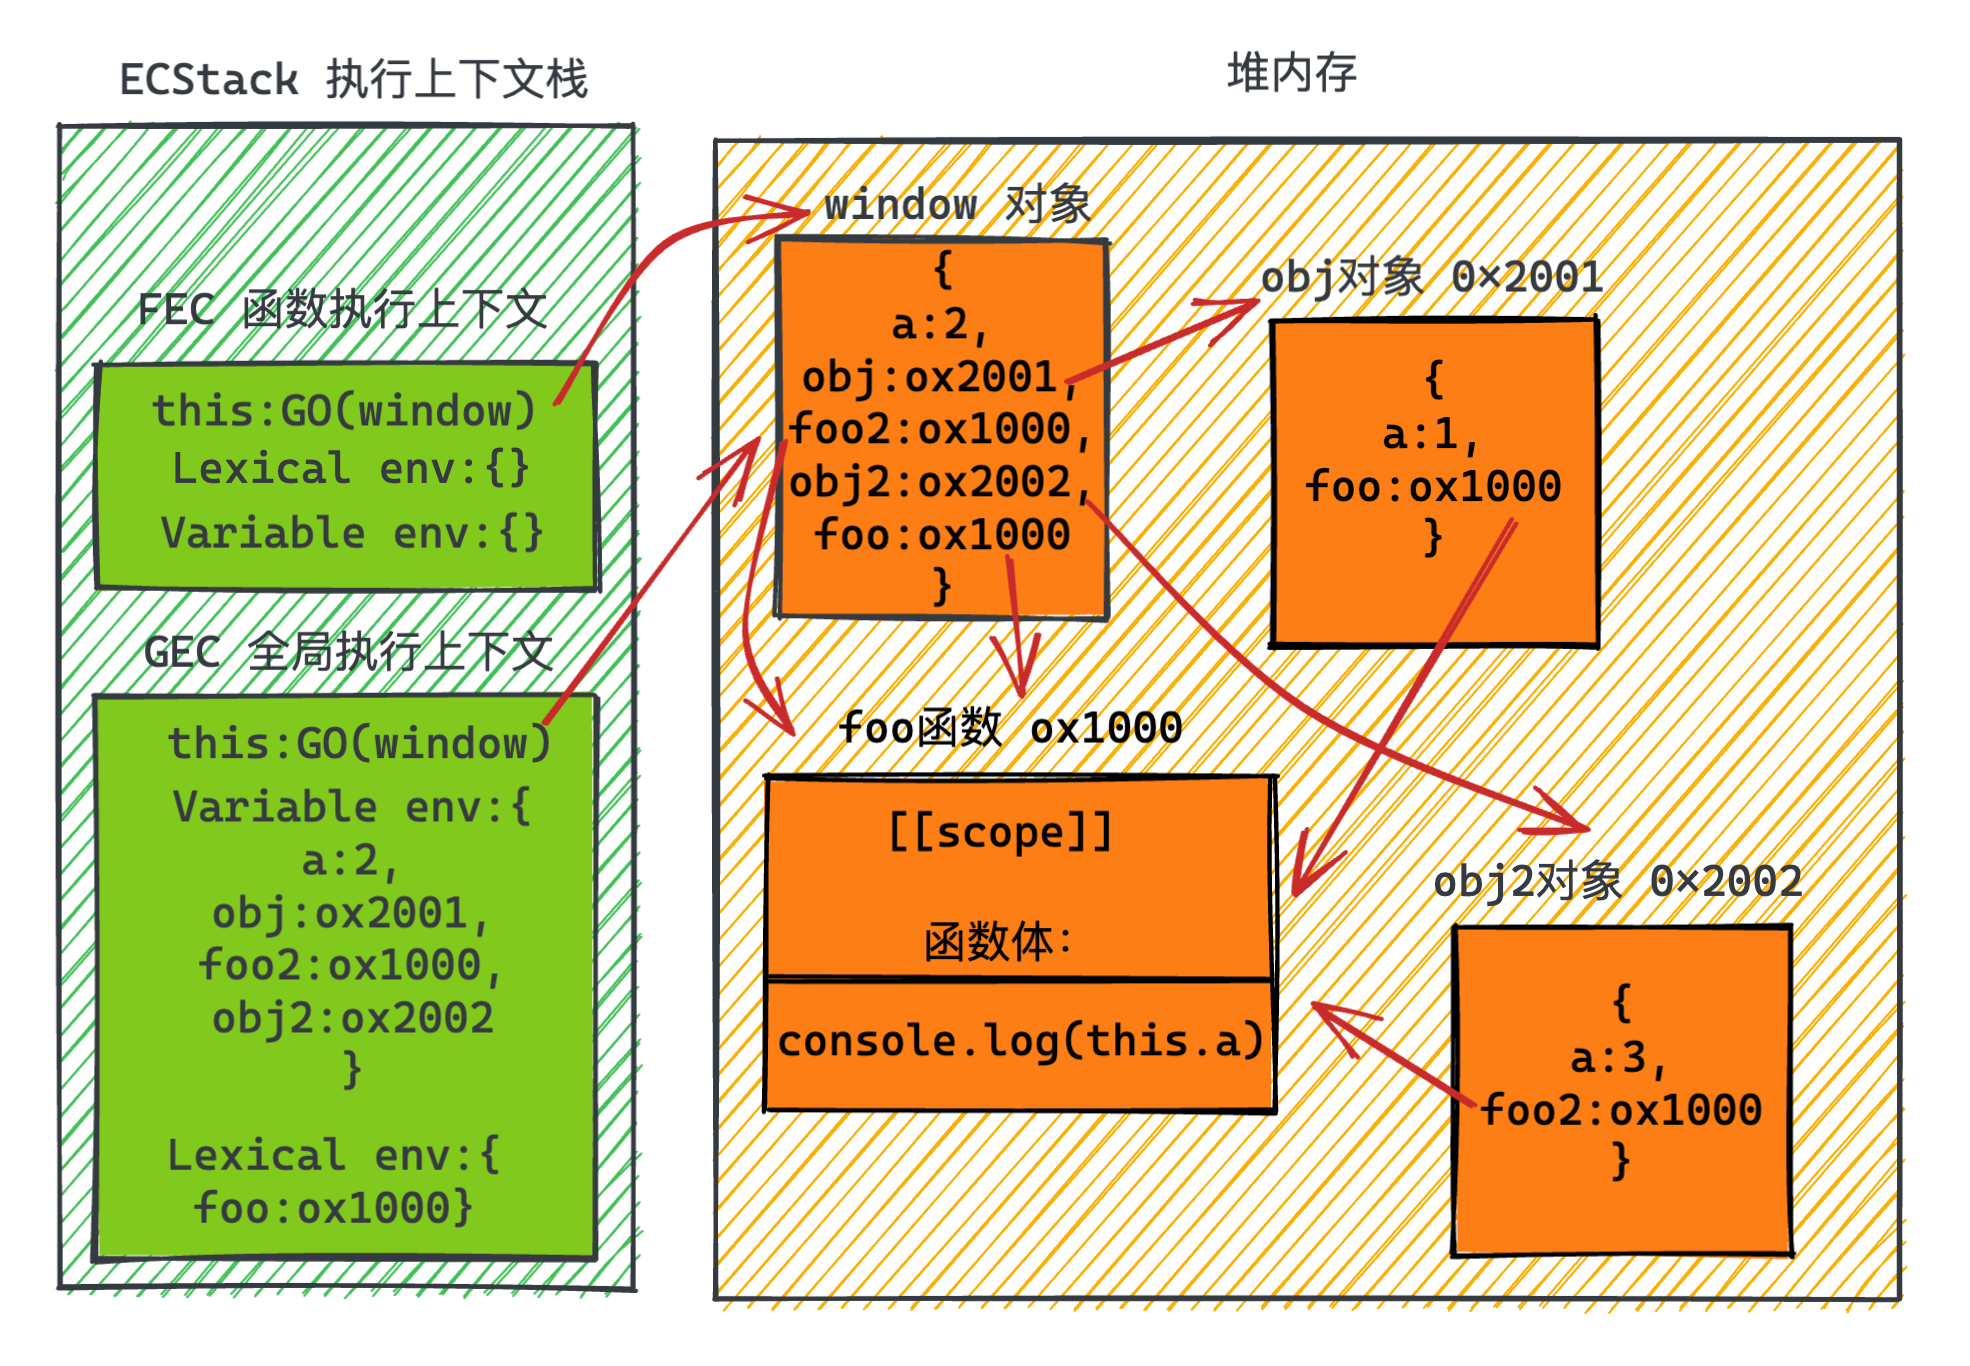 ECStack 执行上下文栈
FEC 函数执行上下文
this:GO(window)
Lexical env:{}
Variable env:{}
GEC 全局执行上下文
this:GO(window)
Variable env:{
a:2,
obj:ox2001,
foo2:ox1000,
obj2:ox2002
}
Lexical env:{
foo:ox1000}
堆内存
window 对象
{
a:2,
obj:ox2001,
foo2:ox1000,
obj2:ox2002,
foo:ox1000
}
obj对象 0×2001
{
a:1,
foo:ox1000
}
foo函数 ox1000
[[scope]]
函数体:
console.log(this.a)
obj2对象 0×2002
{
a:3,
foo2:ox1000
}